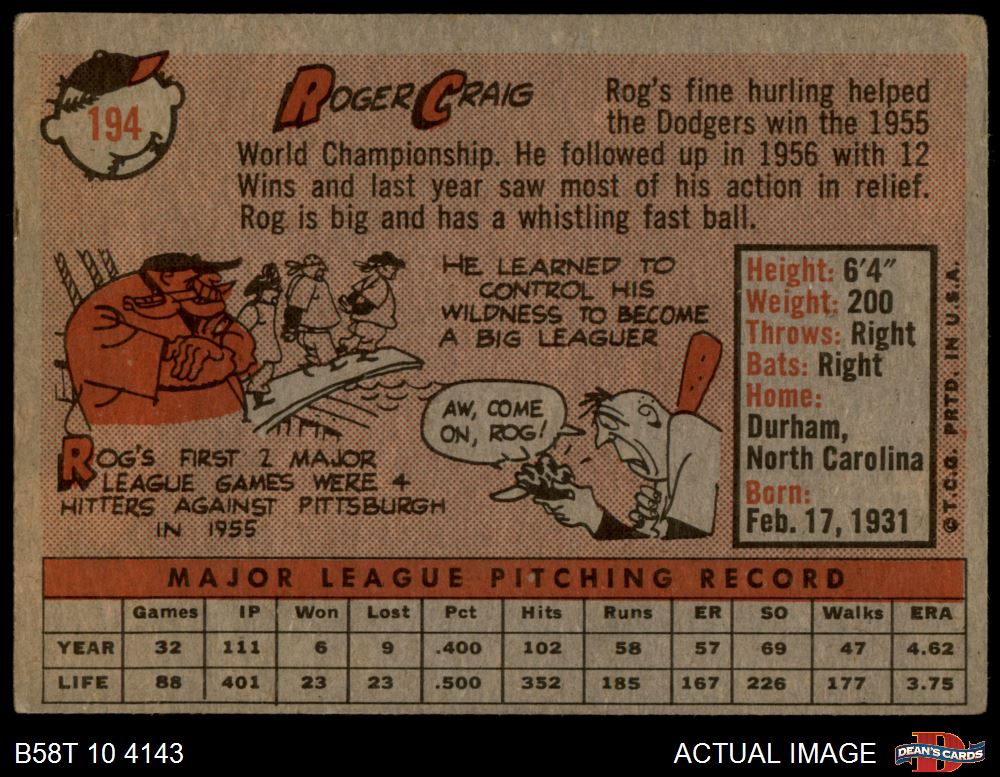 194
ROGER CRAIG
Rog's fine hurling helped
the Dodgers win the 1955
World Championship. He followed up in 1956 with 12
Wins and last year saw most of his action in relief.
Rog is big and has a whistling fast ball.
HE LEARNED TO
CONTROL HIS
WILDNESS TO BECOME
A BIG LEAGUER
AW, COME
ON, ROG!
ROG'S FIRST 2 MAJOR
LEAGUE GAMES WERE 4
HITTERS AGAINST PITTSBURGH
IN 1955
Height: 6'4"
Weight: 200
Throws: Right
Bats: Right
Home:
Durham,
North Carolina
Born:
Feb. 17, 1931
© T.C.G. PRTD. IN U.S.A.
MAJOR LEAGUE PITCHING RECORD
Games IP Won Lost Pct Hits Runs ER SO Walks ERA
YEAR 32 111 6 9 .400 102 58 57 69 47 4.62
LIFE 88 401 23 23 .500 352 185 167 226 177 3.75
B58T 10 4143
ACTUAL IMAGE
D
DEAN'S CARDS